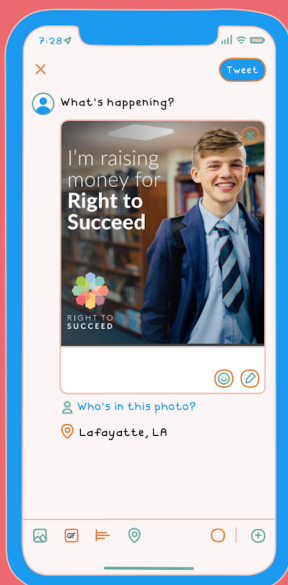 7:28
Tweet
What's happening?
I'm raising
money for
Right to
Succeed
RIGHT TO
SUCCEED
Who's in this photo?
Lafayatte, LA
GIF